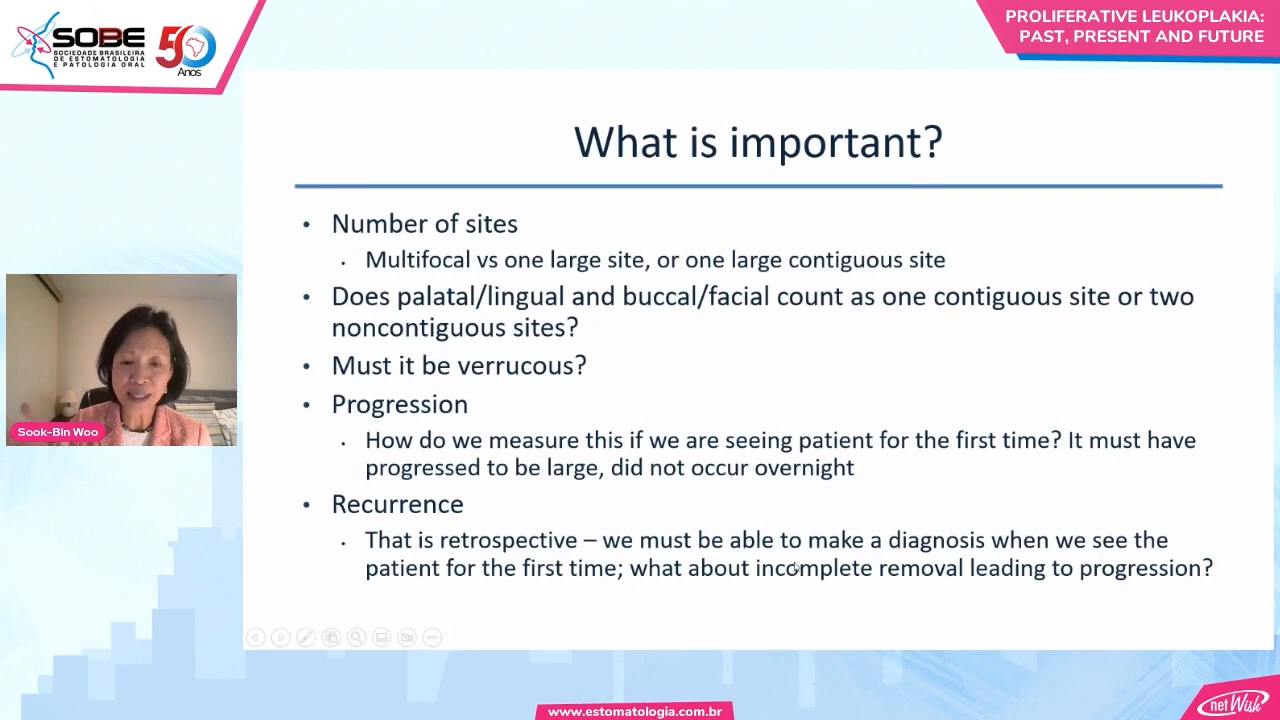 SOBE
SOCIEDADE BRASILEIRA
DE ESTOMATOLOGIA
E PATOLOGIA ORAL
50
Anos
PROLIFERATIVE LEUKOPLAKIA:
PAST, PRESENT AND FUTURE
What is important?
• Number of sites
• Multifocal vs one large site, or one large contiguous site
• Does palatal/lingual and buccal/facial count as one contiguous site or two
noncontiguous sites?
• Must it be verrucous?
• Progression
• How do we measure this if we are seeing patient for the first time? It must have
progressed to be large, did not occur overnight
• Recurrence
• That is retrospective – we must be able to make a diagnosis when we see the
patient for the first time; what about incomplete removal leading to progression?
Sook-Bin Woo
www.estomatologia.com.br
netWish